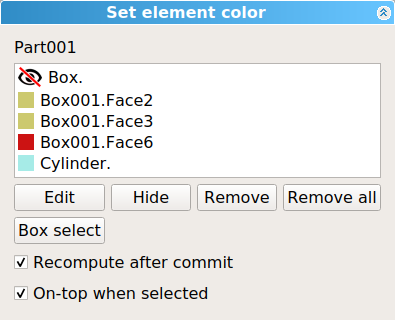 Set element color
Part001
Box.
Box001.Face2
Box001.Face3
Box001.Face6
Cylinder.
Edit Hide Remove Remove all
Box select
Recompute after commit
On-top when selected